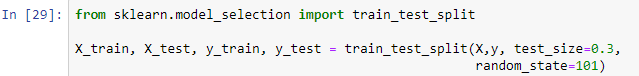 In [29]: from sklearn.model_selection import train_test_split
X_train, X_test, y_train, y_test = train_test_split(X,y, test_size=0.3,
random_state=101)